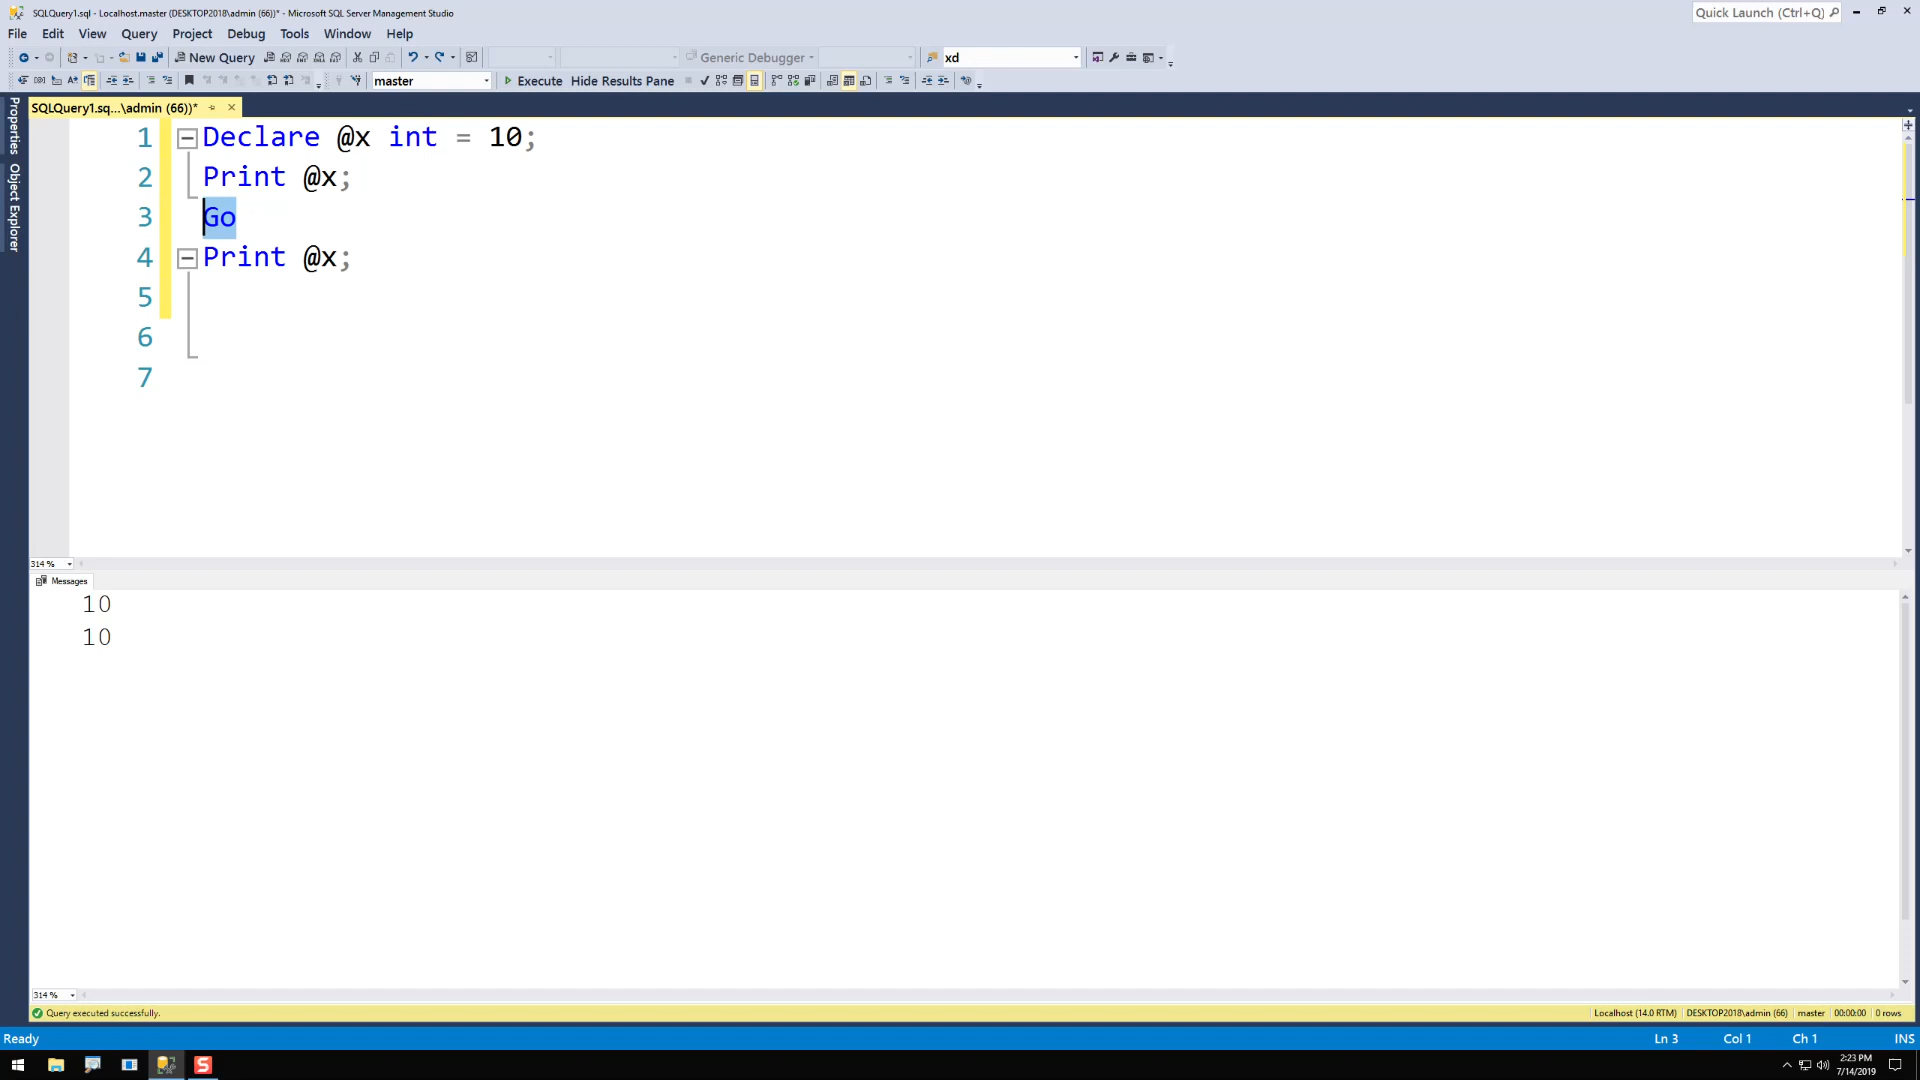 SQLQuery1.sql - Localhost.master (DESKTOP2018\admin (66))* - Microsoft SQL Server Management Studio
Quick Launch (Ctrl+Q)
File Edit View Query Project Debug Tools Window Help
New Query Generic Debugger xd
master Execute Hide Results Pane
SQLQuery1.sq...\admin (66))*
Properties
Object Explorer
1 Declare @x int = 10;
2 Print @x;
3 Go
4 Print @x;
5
6
7
314 %
Messages
10
10
314 %
Query executed successfully. Localhost (14.0 RTM) DESKTOP2018\admin (66) master 00:00:00 0 rows
Ready Ln 3 Col 1 Ch 1 INS
2:23 PM
7/14/2019